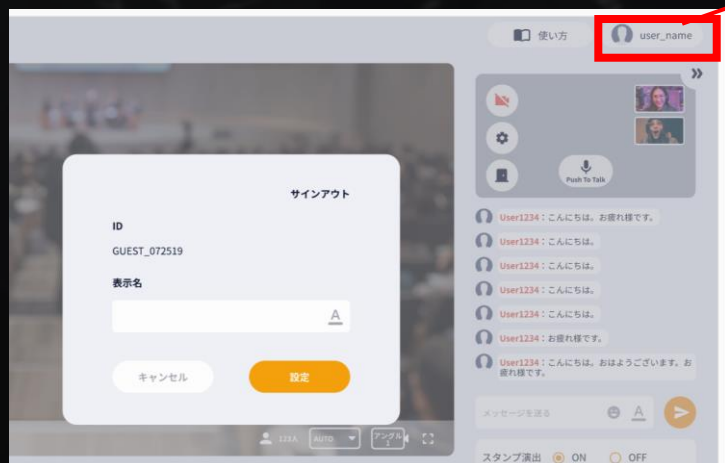 使い方
user_name
サインアウト
ID
GUEST_072519
表示名
A
キャンセル
設定
AUTO
アングル
1
Push To Talk
User1234：こんにちは。お疲れ様です。
User1234：こんにちは。
User1234：こんにちは。
User1234：こんにちは。
User1234：こんにちは。
User1234：お疲れ様です。
User1234：こんにちは。おはようございます。お
疲れ様です。
メッセージを送る
A
スタンプ演出 ON OFF